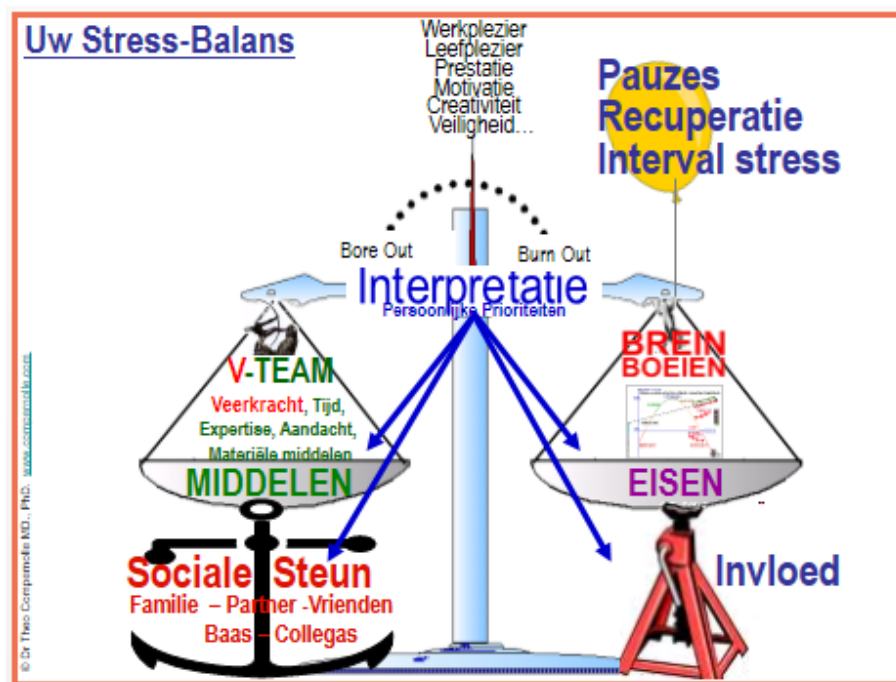 Uw Stress-Balans
Werkplezier
Leefplezier
Prestatie
Motivatie
Creativiteit
Veiligheid...
Pauzes
Recuperatie
Interval stress
Bore Out
Burn Out
Interpretatie
Persoonlijke Prioriteiten
V-TEAM
Veerkracht, Tijd,
Expertise, Aandacht,
Materiële middelen
MIDDELEN
BREIN
BOEIEN
EISEN
Sociale Steun
Familie – Partner -Vrienden
Baas – Collegas
Invloed
© Dr Theo Compernolle MD., PhD. www.compernolle.com